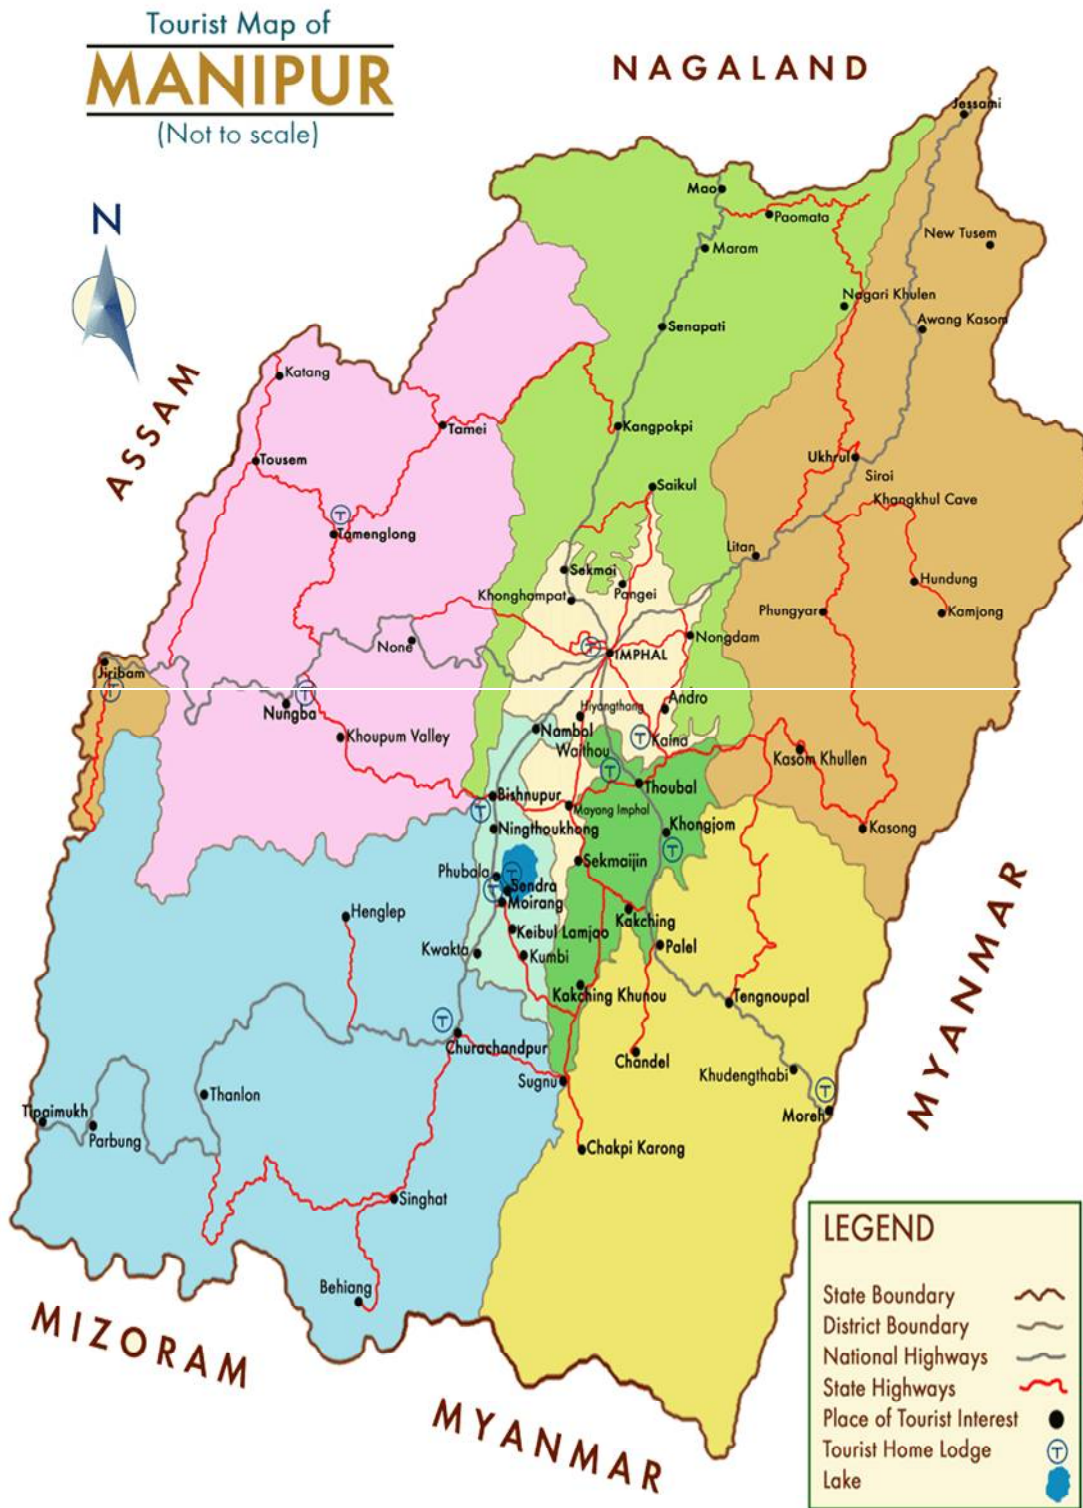 Tourist Map of
MANIPUR
(Not to scale)
NAGALAND
N
ASSAM
Jessami
Mao
Paomata
New Tusem
Maram
Nagari Khulen
Awang Kasom
Senapati
Katang
Tamei
Kangpokpi
Tousem
Ukhrul
Siroi
Saikul
Khangkhul Cave
T
Tamenglong
Litan
Sekmai
Pangei
Hundung
Khonghampat
Phungyar
Kamjong
None
Nongdam
T
IMPHAL
Jiribam
T
T
Nungba
Andro
Hiyangthang
Khoupum Valley
Nambol
T
Kaina
Waithou
Kasom Khullen
T
Thoubal
Bishnupur
Mayang Imphal
T
Ningthoukhong
Khongjom
Kasong
T
Sekmaijin
Phubala
T
Sendra
T
Moirang
Henglep
Kakching
Keibul Lamjao
Kwakta
Kumbi
Palel
Kakching Khunou
Tengnoupal
T
Churachandpur
Chandel
Khudengthabi
Sugnu
Thanlon
T
Moreh
Tipaimukh
Parbung
Chakpi Karong
Singhat
Behiang
MYANMAR
MIZORAM
MYANMAR
LEGEND
State Boundary
District Boundary
National Highways
State Highways
Place of Tourist Interest
Tourist Home Lodge T
Lake